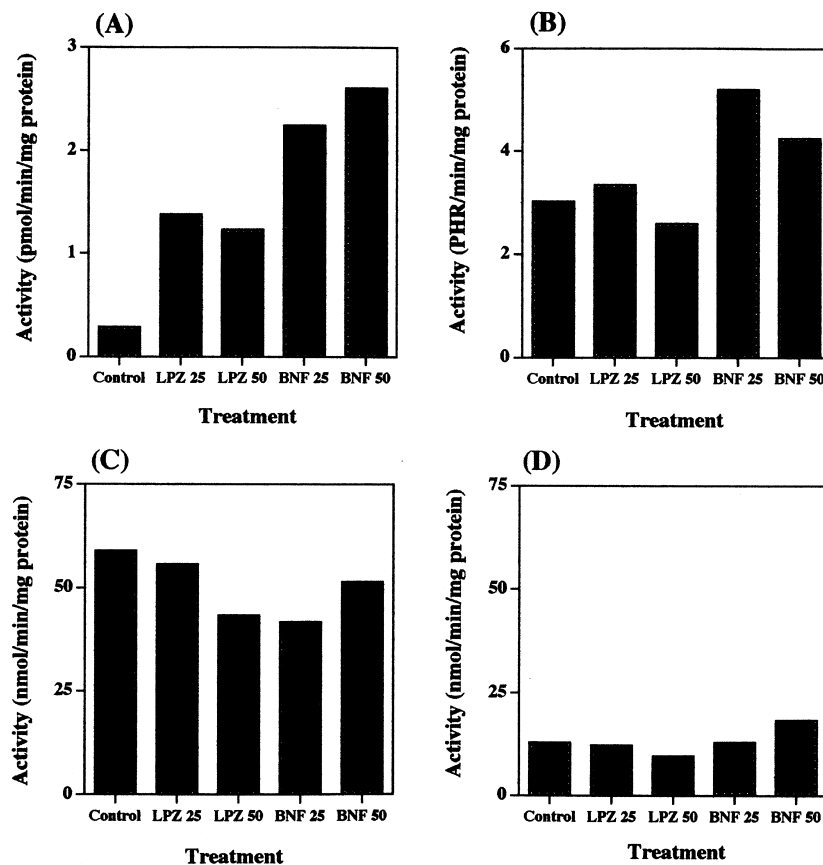 (A)
Activity (pmol/min/mg protein)
3
2
1
0
Control LPZ 25 LPZ 50 BNF 25 BNF 50
Treatment
(B)
Activity (PHR/min/mg protein)
6
4
2
0
Control LPZ 25 LPZ 50 BNF 25 BNF 50
Treatment
(C)
Activity (nmol/min/mg protein)
75
50
25
0
Control LPZ 25 LPZ 50 BNF 25 BNF 50
Treatment
(D)
Activity (nmol/min/mg protein)
75
50
25
0
Control LPZ 25 LPZ 50 BNF 25 BNF 50
Treatment